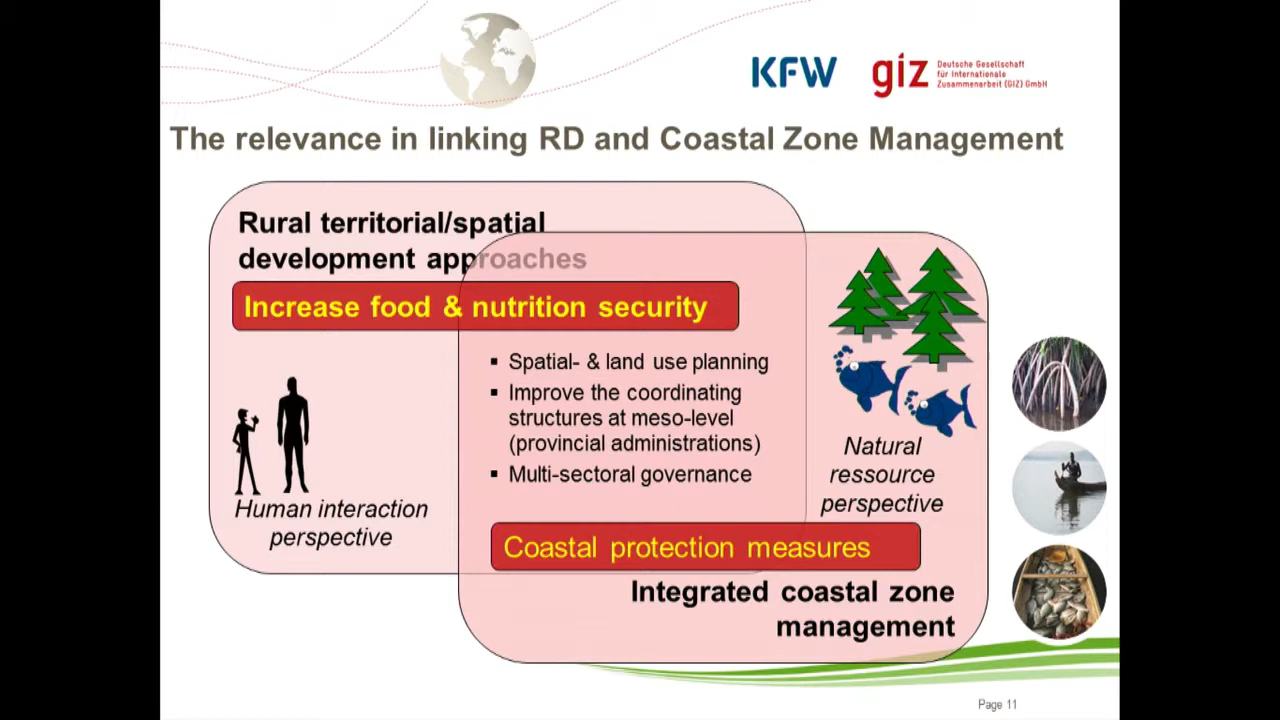 KFW
giz
Deutsche Gesellschaft
für Internationale
Zusammenarbeit (GIZ) GmbH
The relevance in linking RD and Coastal Zone Management
Rural territorial/spatial
development approaches
Increase food & nutrition security
▪ Spatial- & land use planning
▪ Improve the coordinating
structures at meso-level
(provincial administrations)
▪ Multi-sectoral governance
Human interaction
perspective
Natural
ressource
perspective
Coastal protection measures
Integrated coastal zone
management
Page 11